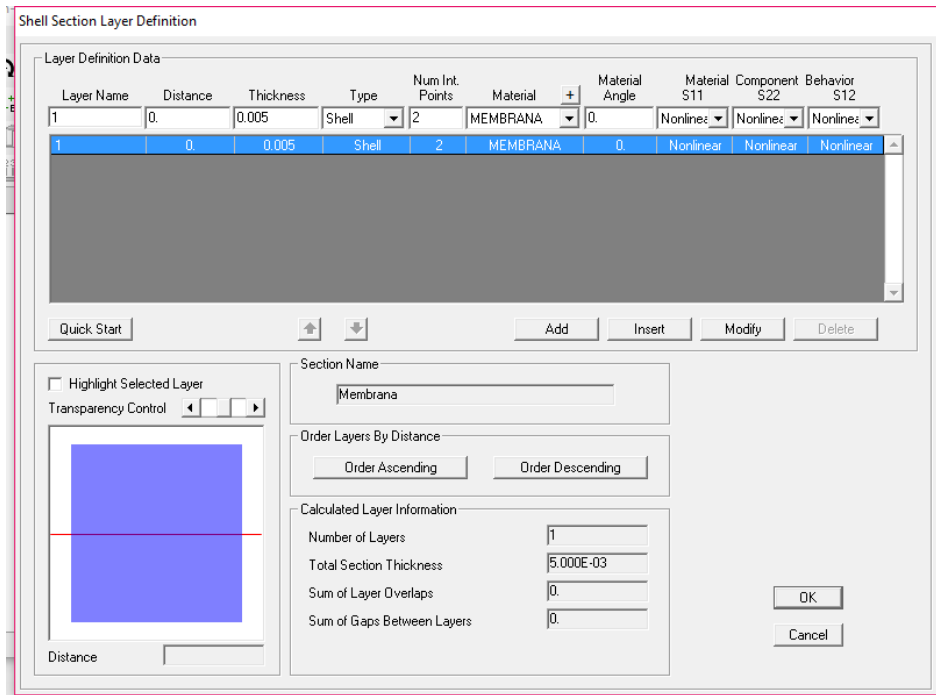 Shell Section Layer Definition
Layer Definition Data
Num Int. Material Material Component Behavior
Layer Name Distance Thickness Type Points Material + Angle S11 S22 S12
1 0. 0.005 Shell 2 MEMBRANA 0. Nonlinea Nonlinea Nonlinea
1 0. 0.005 Shell 2 MEMBRANA 0. Nonlinear Nonlinear Nonlinear
Quick Start Add Insert Modify Delete
Highlight Selected Layer
Transparency Control
Distance
Section Name
Membrana
Order Layers By Distance
Order Ascending Order Descending
Calculated Layer Information
Number of Layers 1
Total Section Thickness 5.000E-03
Sum of Layer Overlaps 0.
Sum of Gaps Between Layers 0.
OK
Cancel